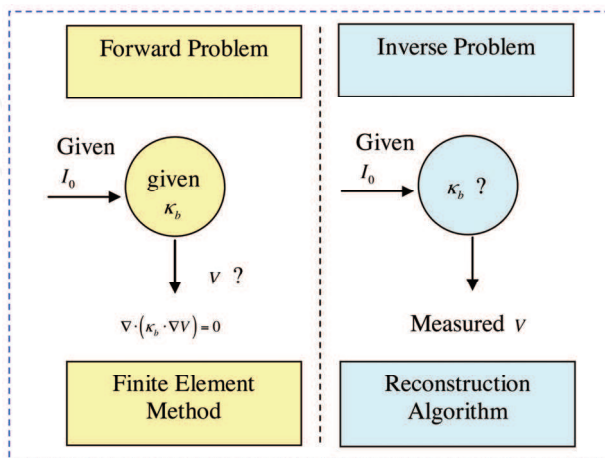 Forward Problem
Given
I₀
given
κ_b
V ?
∇·(κ_b·∇V)=0
Finite Element
Method
Inverse Problem
Given
I₀
κ_b ?
Measured V
Reconstruction
Algorithm